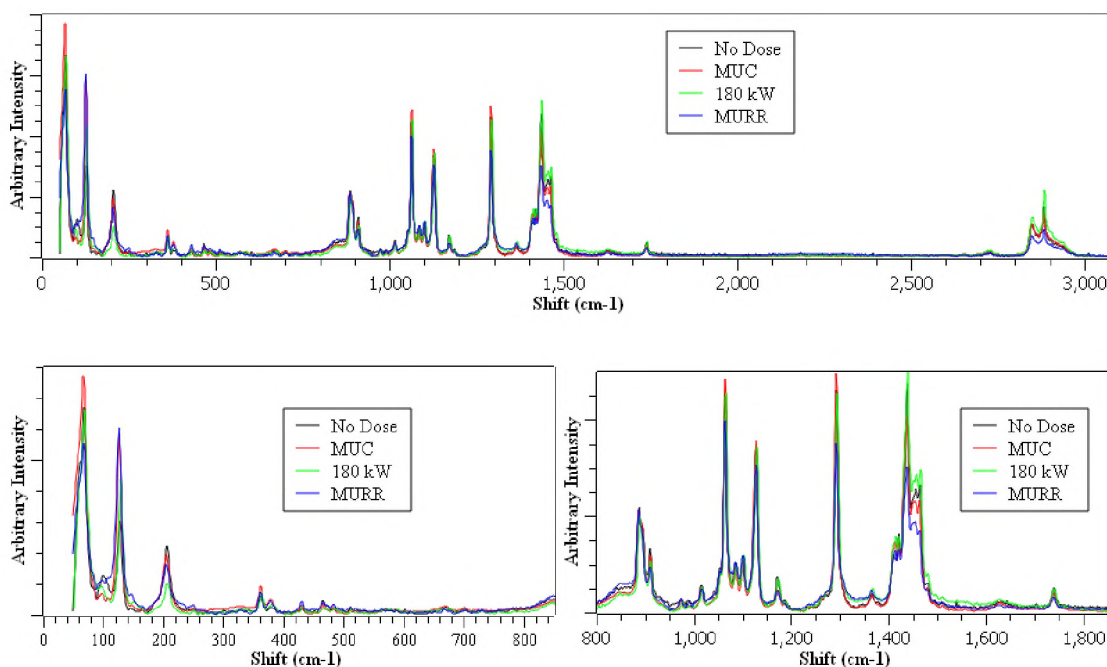 Arbitrary Intensity
No Dose
MUC
180 kW
MURR
0 500 1,000 1,500 2,000 2,500 3,000
Shift (cm-1)
Arbitrary Intensity
No Dose
MUC
180 kW
MURR
0 100 200 300 400 500 600 700 800
Shift (cm-1)
Arbitrary Intensity
No Dose
MUC
180 kW
MURR
800 1,000 1,200 1,400 1,600 1,800
Shift (cm-1)